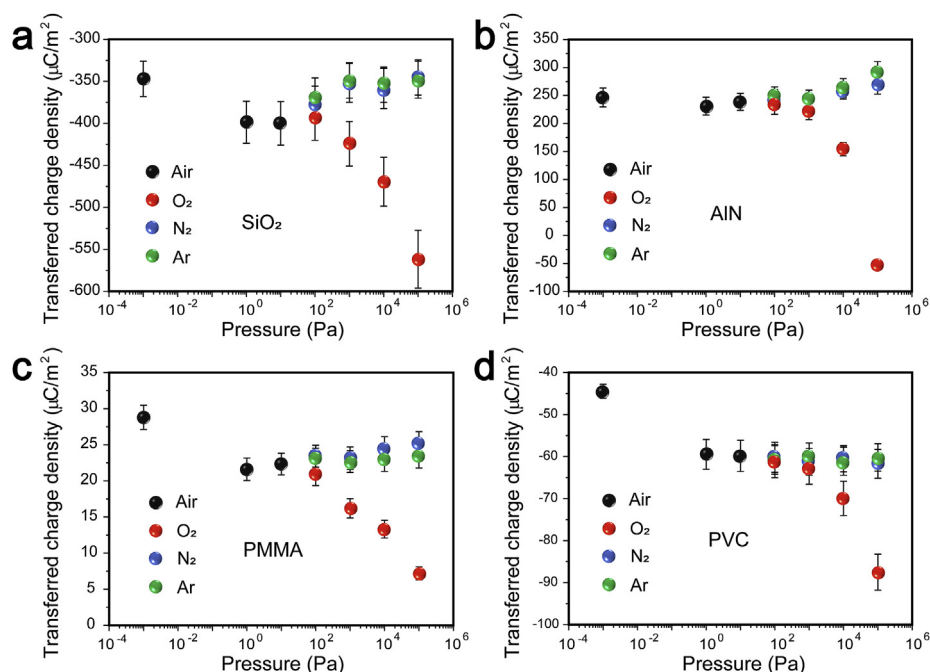 a
Transferred charge density (μC/m²)
-300
-350
-400
-450
-500
-550
-600
Air
O₂
N₂
Ar
SiO₂
10⁻⁴ 10⁻² 10⁰ 10² 10⁴ 10⁶
Pressure (Pa)
b
Transferred charge density (μC/m²)
350
300
250
200
150
100
50
0
-50
-100
Air
O₂
N₂
Ar
AlN
10⁻⁴ 10⁻² 10⁰ 10² 10⁴ 10⁶
Pressure (Pa)
c
Transferred charge density (μC/m²)
35
30
25
20
15
10
5
0
Air
O₂
N₂
Ar
PMMA
10⁻⁴ 10⁻² 10⁰ 10² 10⁴ 10⁶
Pressure (Pa)
d
Transferred charge density (μC/m²)
-40
-50
-60
-70
-80
-90
-100
Air
O₂
N₂
Ar
PVC
10⁻⁴ 10⁻² 10⁰ 10² 10⁴ 10⁶
Pressure (Pa)